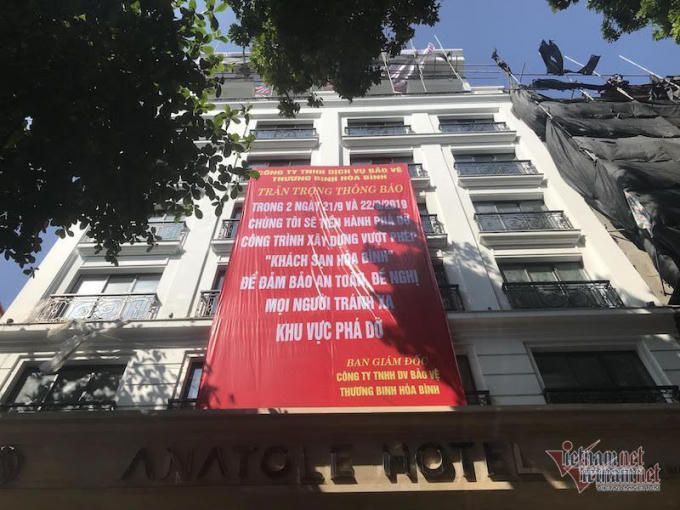 CÔNG TY TNHH DỊCH VỤ BẢO VỆ
THƯƠNG BINH HÒA BÌNH
TRÂN TRỌNG THÔNG BÁO
TRONG 2 NGÀY 21/9 VÀ 22/9/2019
CHÚNG TÔI SẼ TIẾN HÀNH PHÁ DỠ
CÔNG TRÌNH XÂY DỰNG VƯỢT PHÉP
"KHÁCH SẠN HÒA BÌNH"
ĐỂ ĐẢM BẢO AN TOÀN, ĐỀ NGHỊ
MỌI NGƯỜI TRÁNH XA
KHU VỰC PHÁ DỠ
BAN GIÁM ĐỐC
CÔNG TY TNHH DV BẢO VỆ
THƯƠNG BINH HÒA BÌNH
ANATOLE HOTEL
vietnamnet
vietnamnet
VIETNAMNET.VN